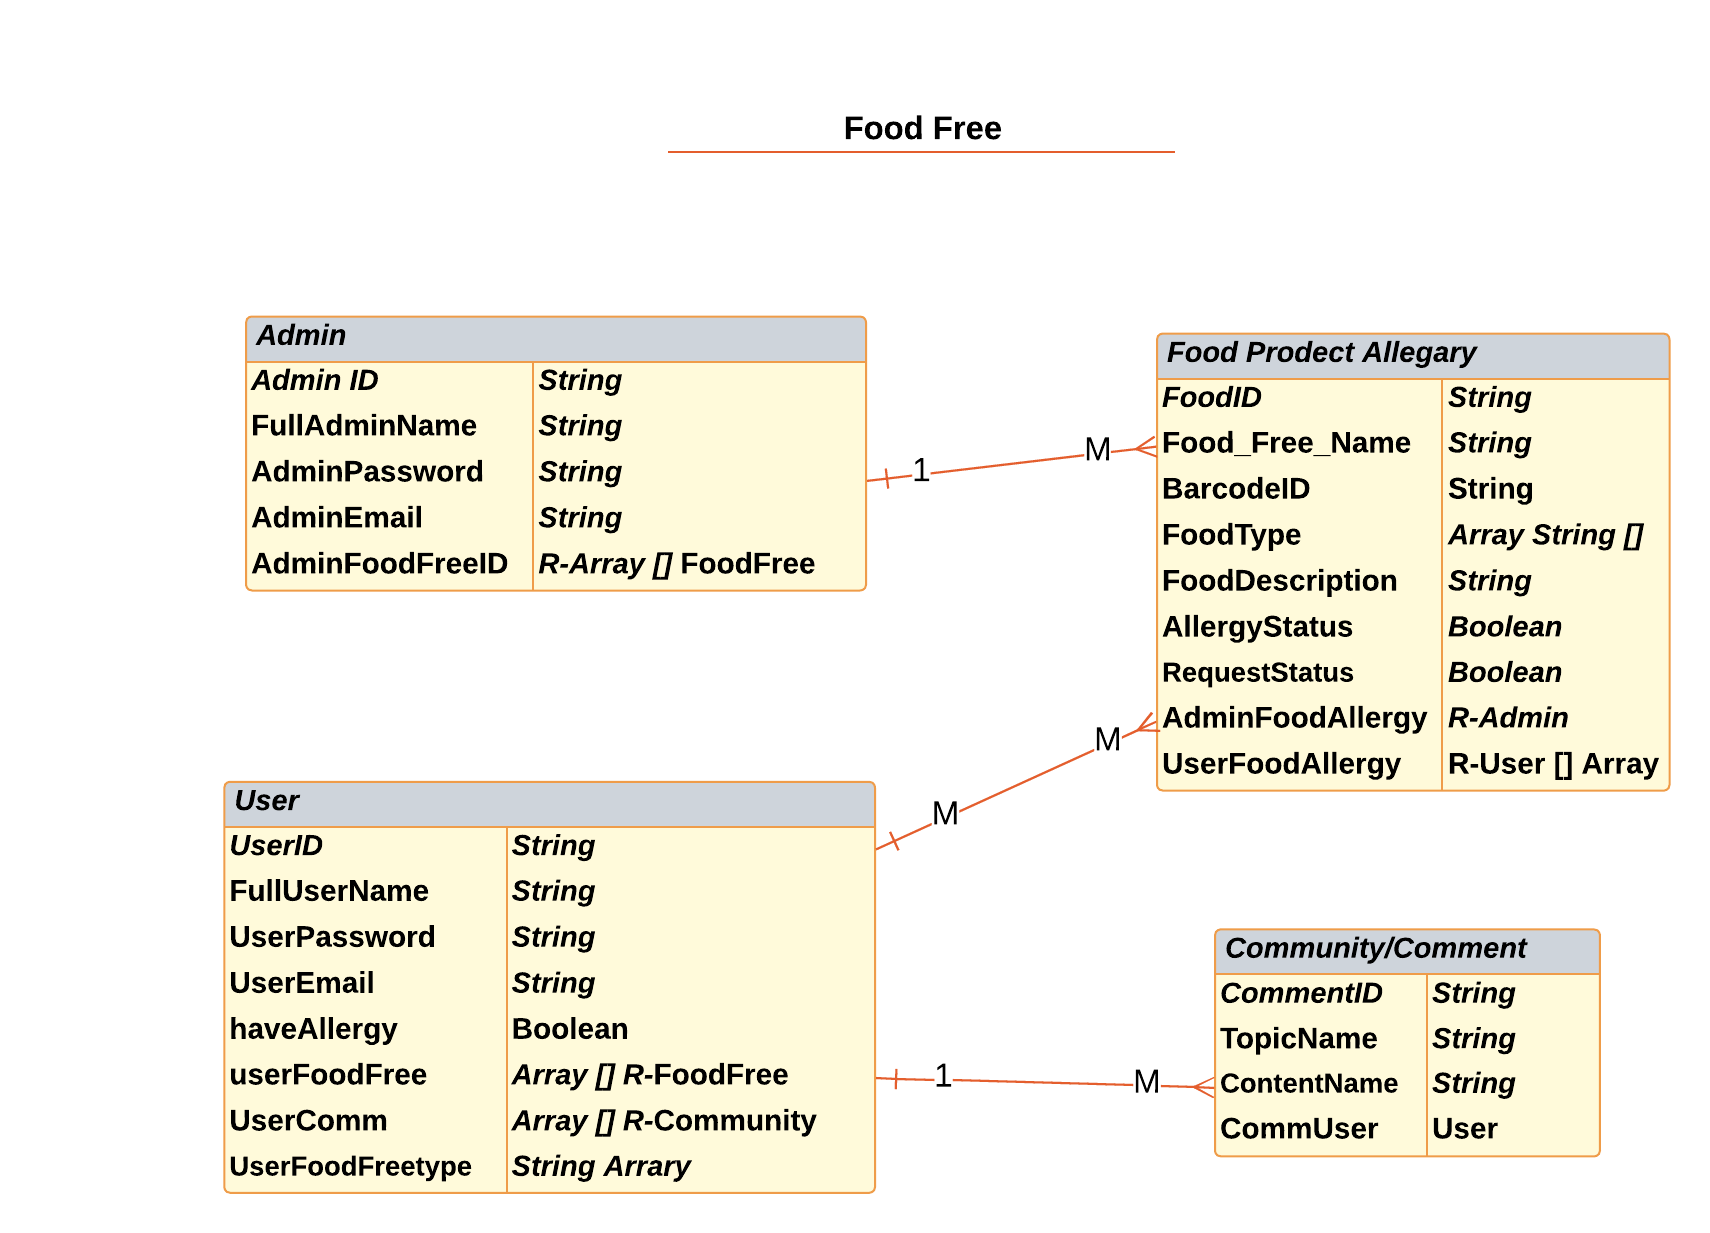 Food Free
Admin
Admin ID String
FullAdminName String
AdminPassword String
AdminEmail String
AdminFoodFreeID R-Array [] FoodFree
1 M
Food Prodect Allegary
FoodID String
Food_Free_Name String
BarcodeID String
FoodType Array String []
FoodDescription String
AllergyStatus Boolean
RequestStatus Boolean
AdminFoodAllergy R-Admin
UserFoodAllergy R-User [] Array
M M
User
UserID String
FullUserName String
UserPassword String
UserEmail String
haveAllergy Boolean
userFoodFree Array [] R-FoodFree
UserComm Array [] R-Community
UserFoodFreetype String Arrary
1 M
Community/Comment
CommentID String
TopicName String
ContentName String
CommUser User